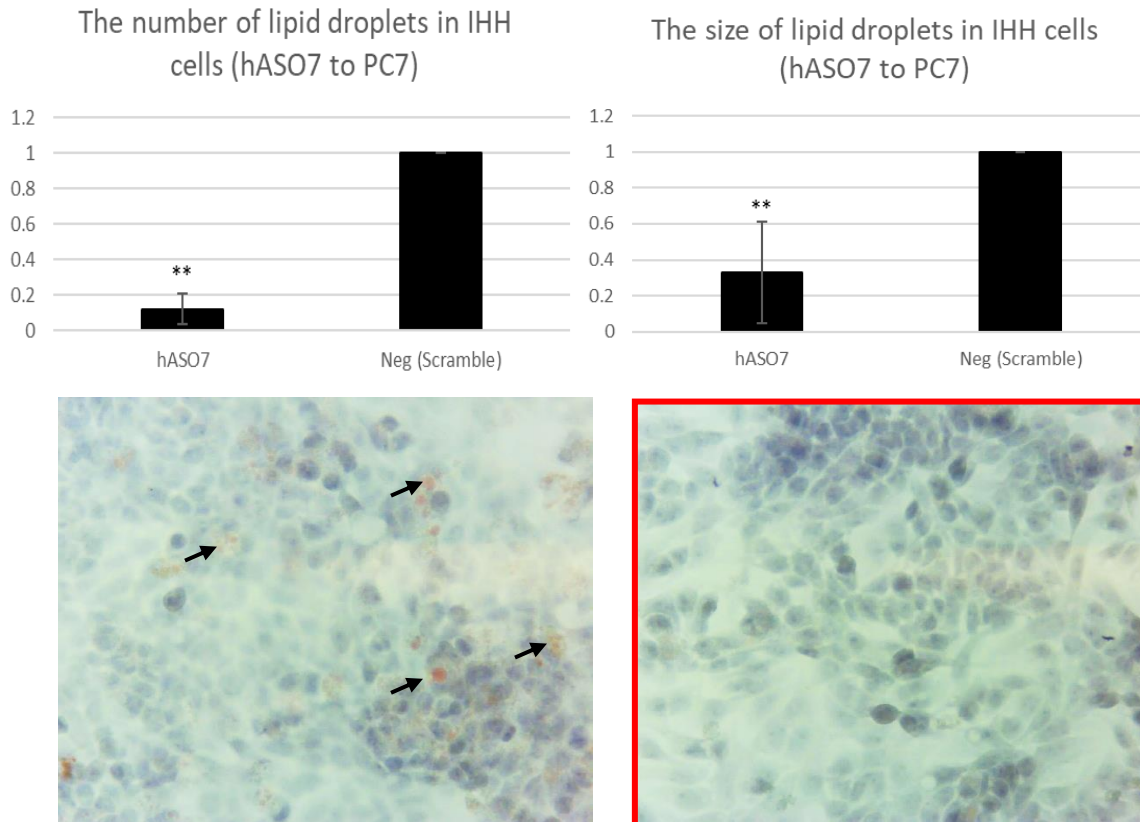 The number of lipid droplets in IHH
cells (hASO7 to PC7)
1.2
1
0.8
0.6
0.4
0.2
0
**
hASO7
Neg (Scramble)
The size of lipid droplets in IHH cells
(hASO7 to PC7)
1.2
1
0.8
0.6
0.4
0.2
0
**
hASO7
Neg (Scramble)